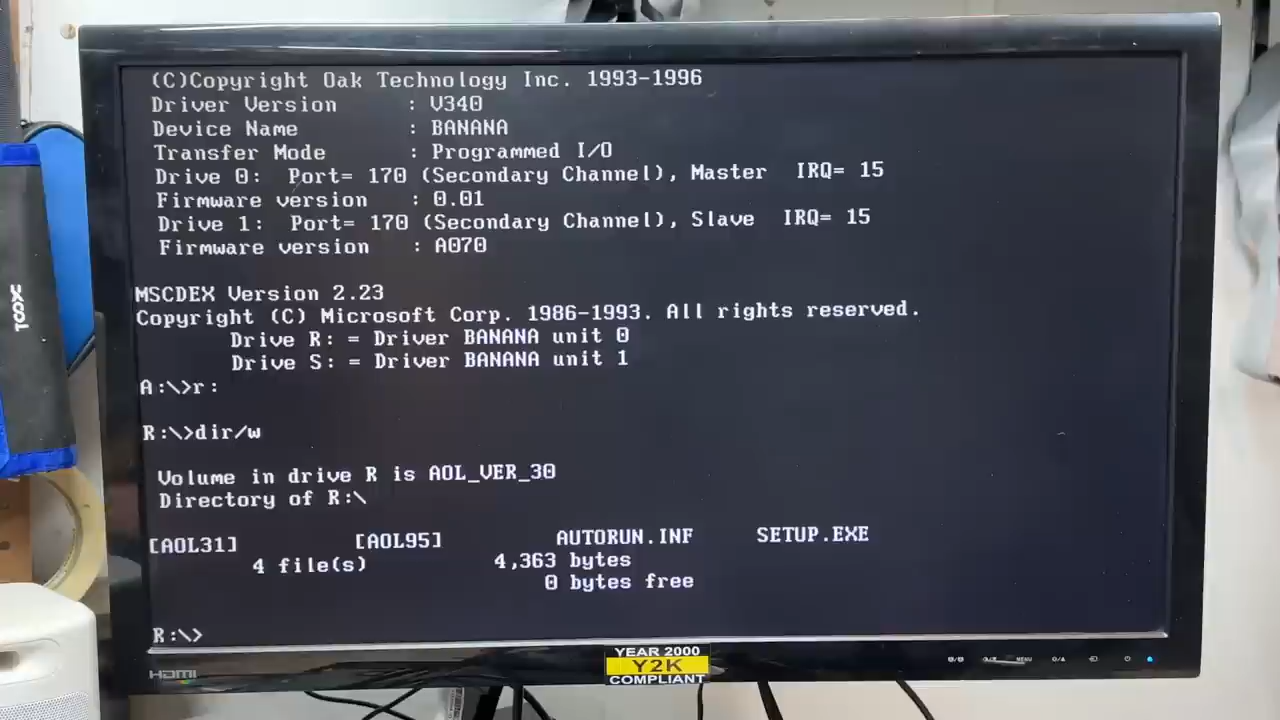 (C)Copyright Oak Technology Inc. 1993-1996
Driver Version : V340
Device Name : BANANA
Transfer Mode : Programmed I/O
Drive 0: Port= 170 (Secondary Channel), Master IRQ= 15
Firmware version : 0.01
Drive 1: Port= 170 (Secondary Channel), Slave IRQ= 15
Firmware version : A070
MSCDEX Version 2.23
Copyright (C) Microsoft Corp. 1986-1993. All rights reserved.
Drive R: = Driver BANANA unit 0
Drive S: = Driver BANANA unit 1
A:\>r:
R:\>dir/w
Volume in drive R is AOL_VER_30
Directory of R:\
[AOL31] [AOL95] AUTORUN.INF SETUP.EXE
4 file(s) 4,363 bytes
0 bytes free
R:\>
HDMI
YEAR 2000
Y2K
COMPLIANT
MENU